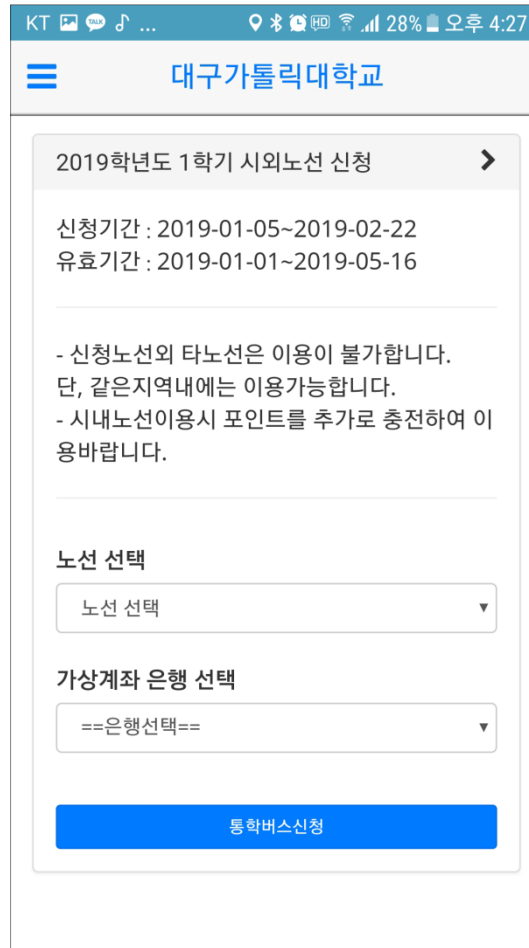 KT ... HD 28% 오후 4:27
대구가톨릭대학교
2019학년도 1학기 시외노선 신청
신청기간 : 2019-01-05~2019-02-22
유효기간 : 2019-01-01~2019-05-16
- 신청노선외 타노선은 이용이 불가합니다.
단, 같은지역내에는 이용가능합니다.
- 시내노선이용시 포인트를 추가로 충전하여 이
용바랍니다.
노선 선택
노선 선택
가상계좌 은행 선택
==은행선택==
통학버스신청